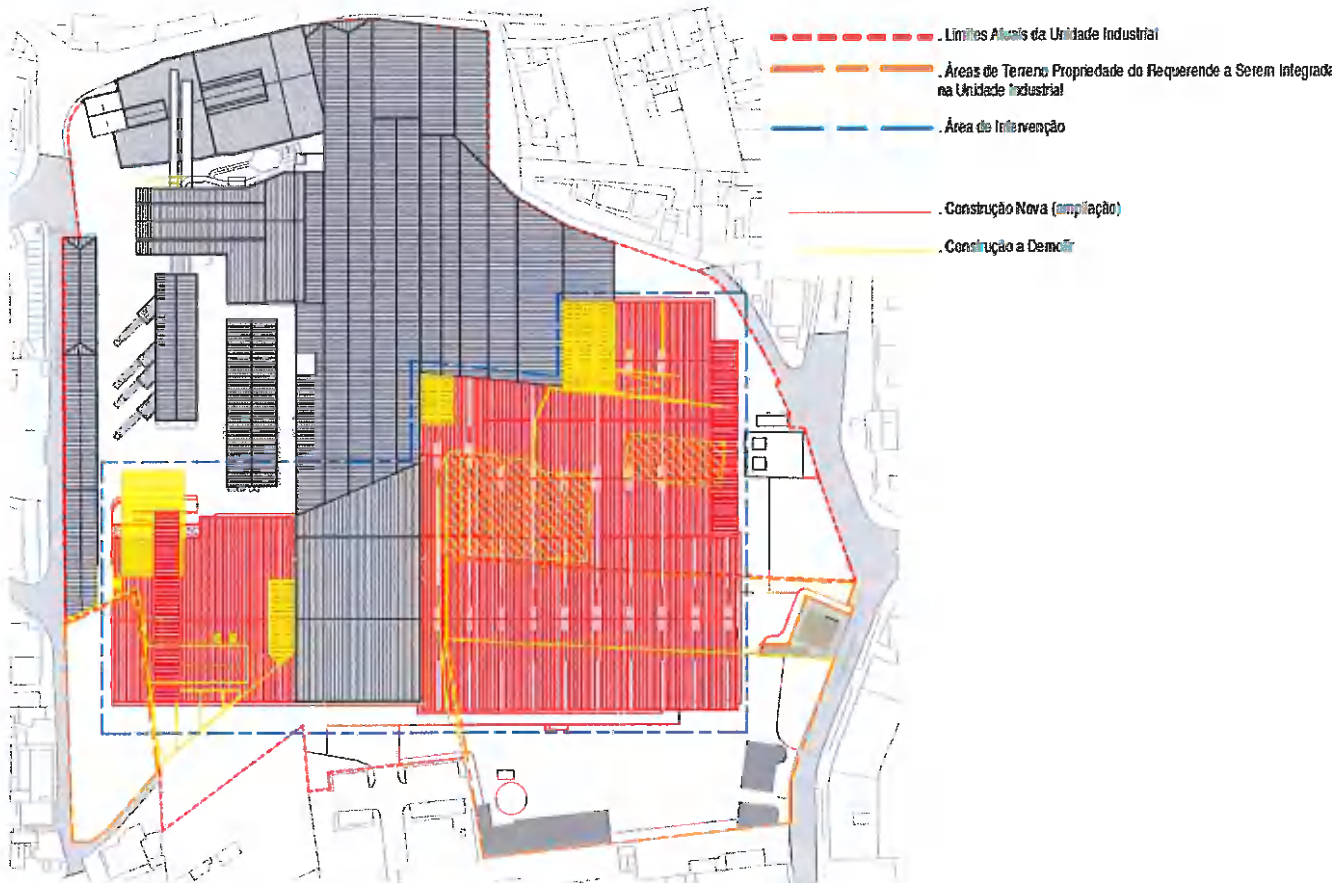 . Limites Atuais da Unidade Industrial
. Áreas de Terreno Propriedade do Requerende a Serem Integrada
na Unidade Industrial
. Área de Intervenção
. Construção Nova (ampliação)
. Construção a Demolir